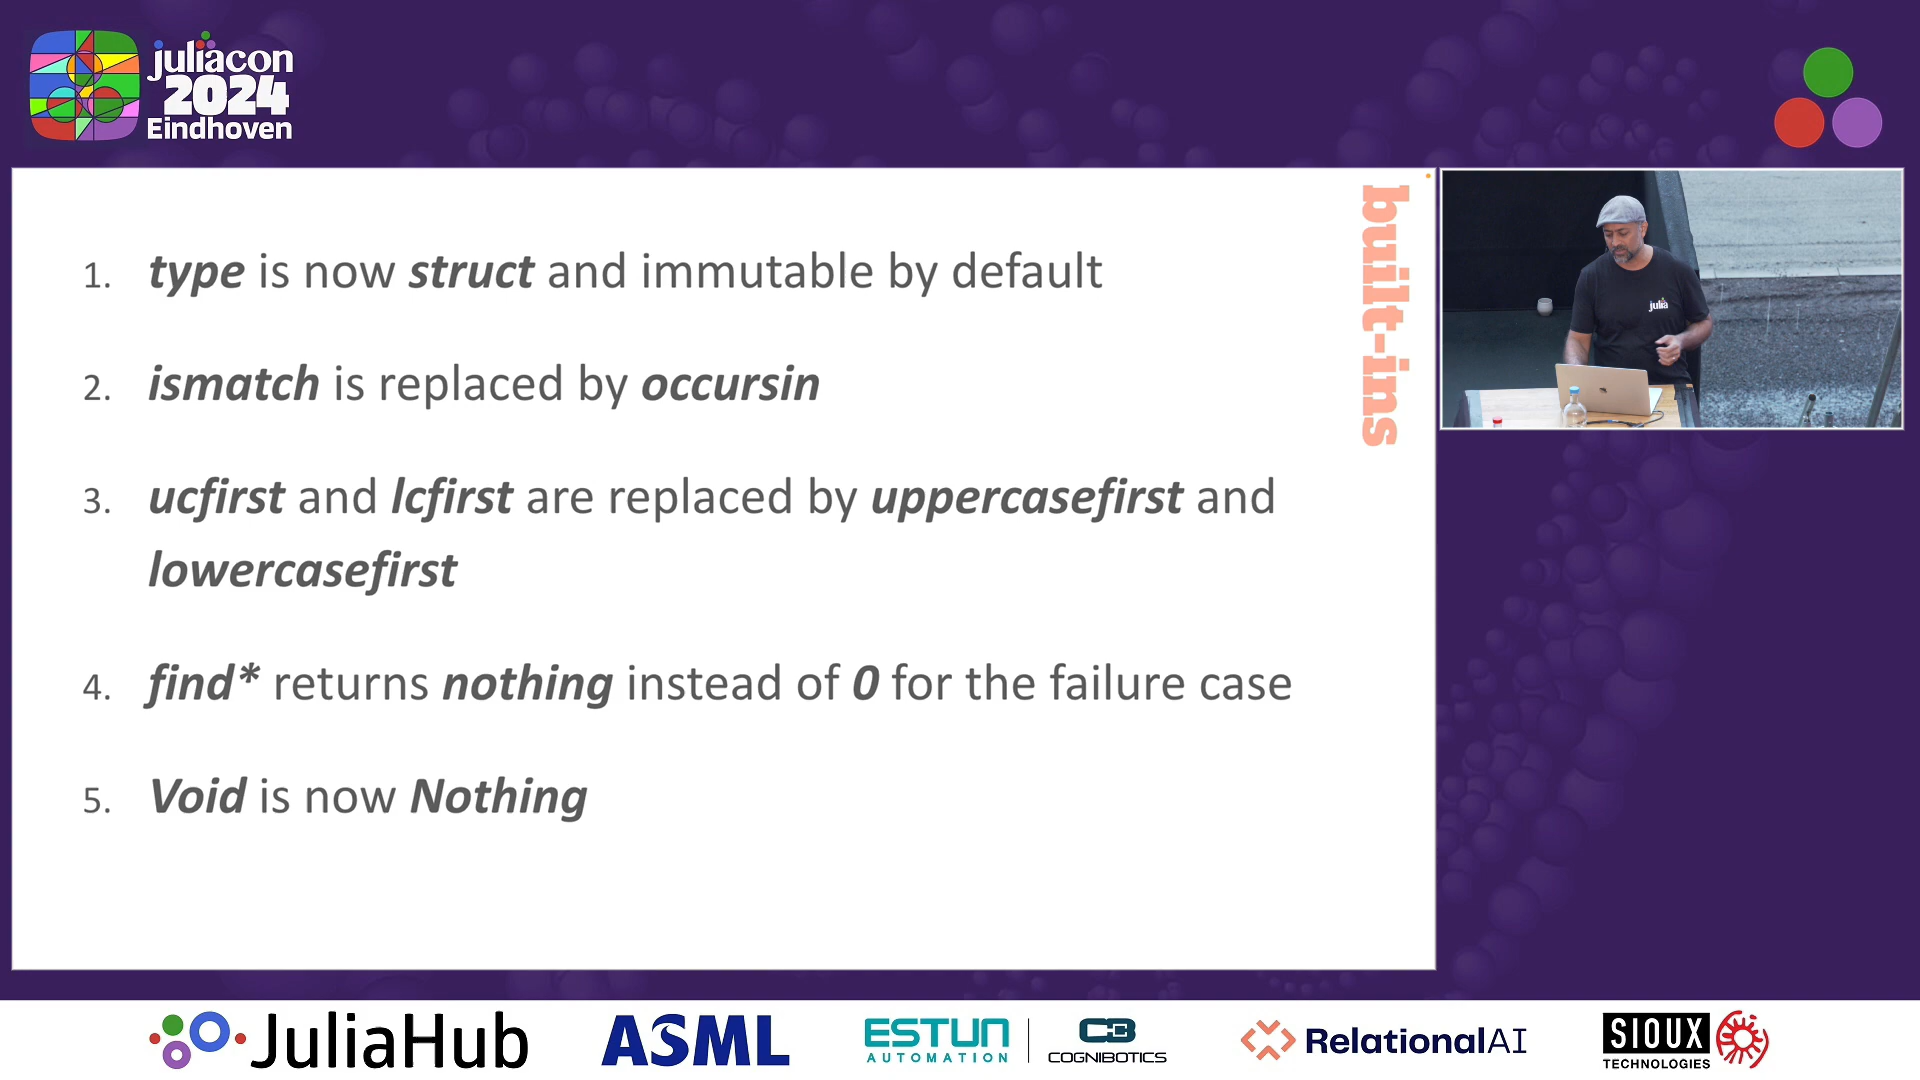 juliacon
2024
Eindhoven
built-ins
1. type is now struct and immutable by default
2. ismatch is replaced by occursin
3. ucfirst and lcfirst are replaced by uppercasefirst and
lowercasefirst
4. find* returns nothing instead of 0 for the failure case
5. Void is now Nothing
julia
JuliaHub
ASML
ESTUN
AUTOMATION
COGNIBOTICS
RelationalAI
SIOUX
TECHNOLOGIES